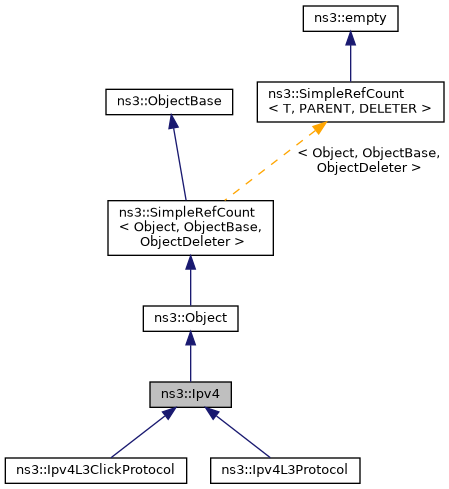 ns3::empty
ns3::SimpleRefCount
< T, PARENT, DELETER >
ns3::ObjectBase
< Object, ObjectBase,
ObjectDeleter >
ns3::SimpleRefCount
< Object, ObjectBase,
ObjectDeleter >
ns3::Object
ns3::Ipv4
ns3::Ipv4L3ClickProtocol
ns3::Ipv4L3Protocol